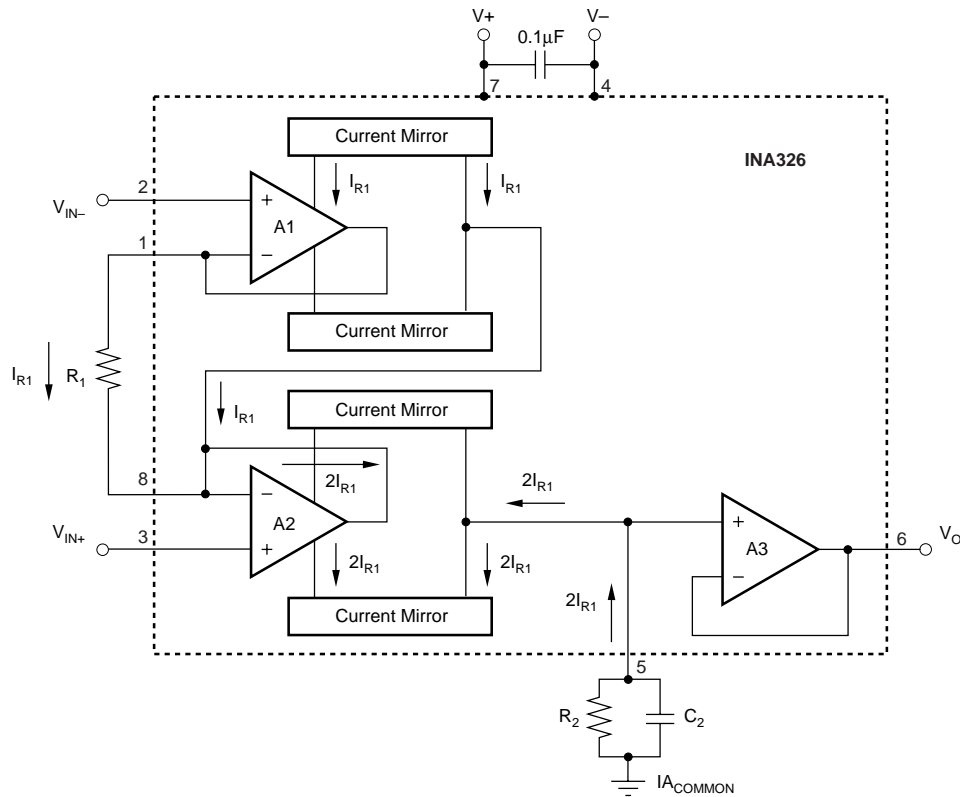 V+
V–
0.1µF
7
4
Current Mirror
INA326
I_R1
I_R1
2
V_IN–
+
A1
1
–
Current Mirror
I_R1
R_1
I_R1
Current Mirror
8
–
2I_R1
2I_R1
A2
V_IN+
3
+
+
A3
6
V_O
2I_R1
2I_R1
–
2I_R1
Current Mirror
5
R_2
C_2
IA_COMMON